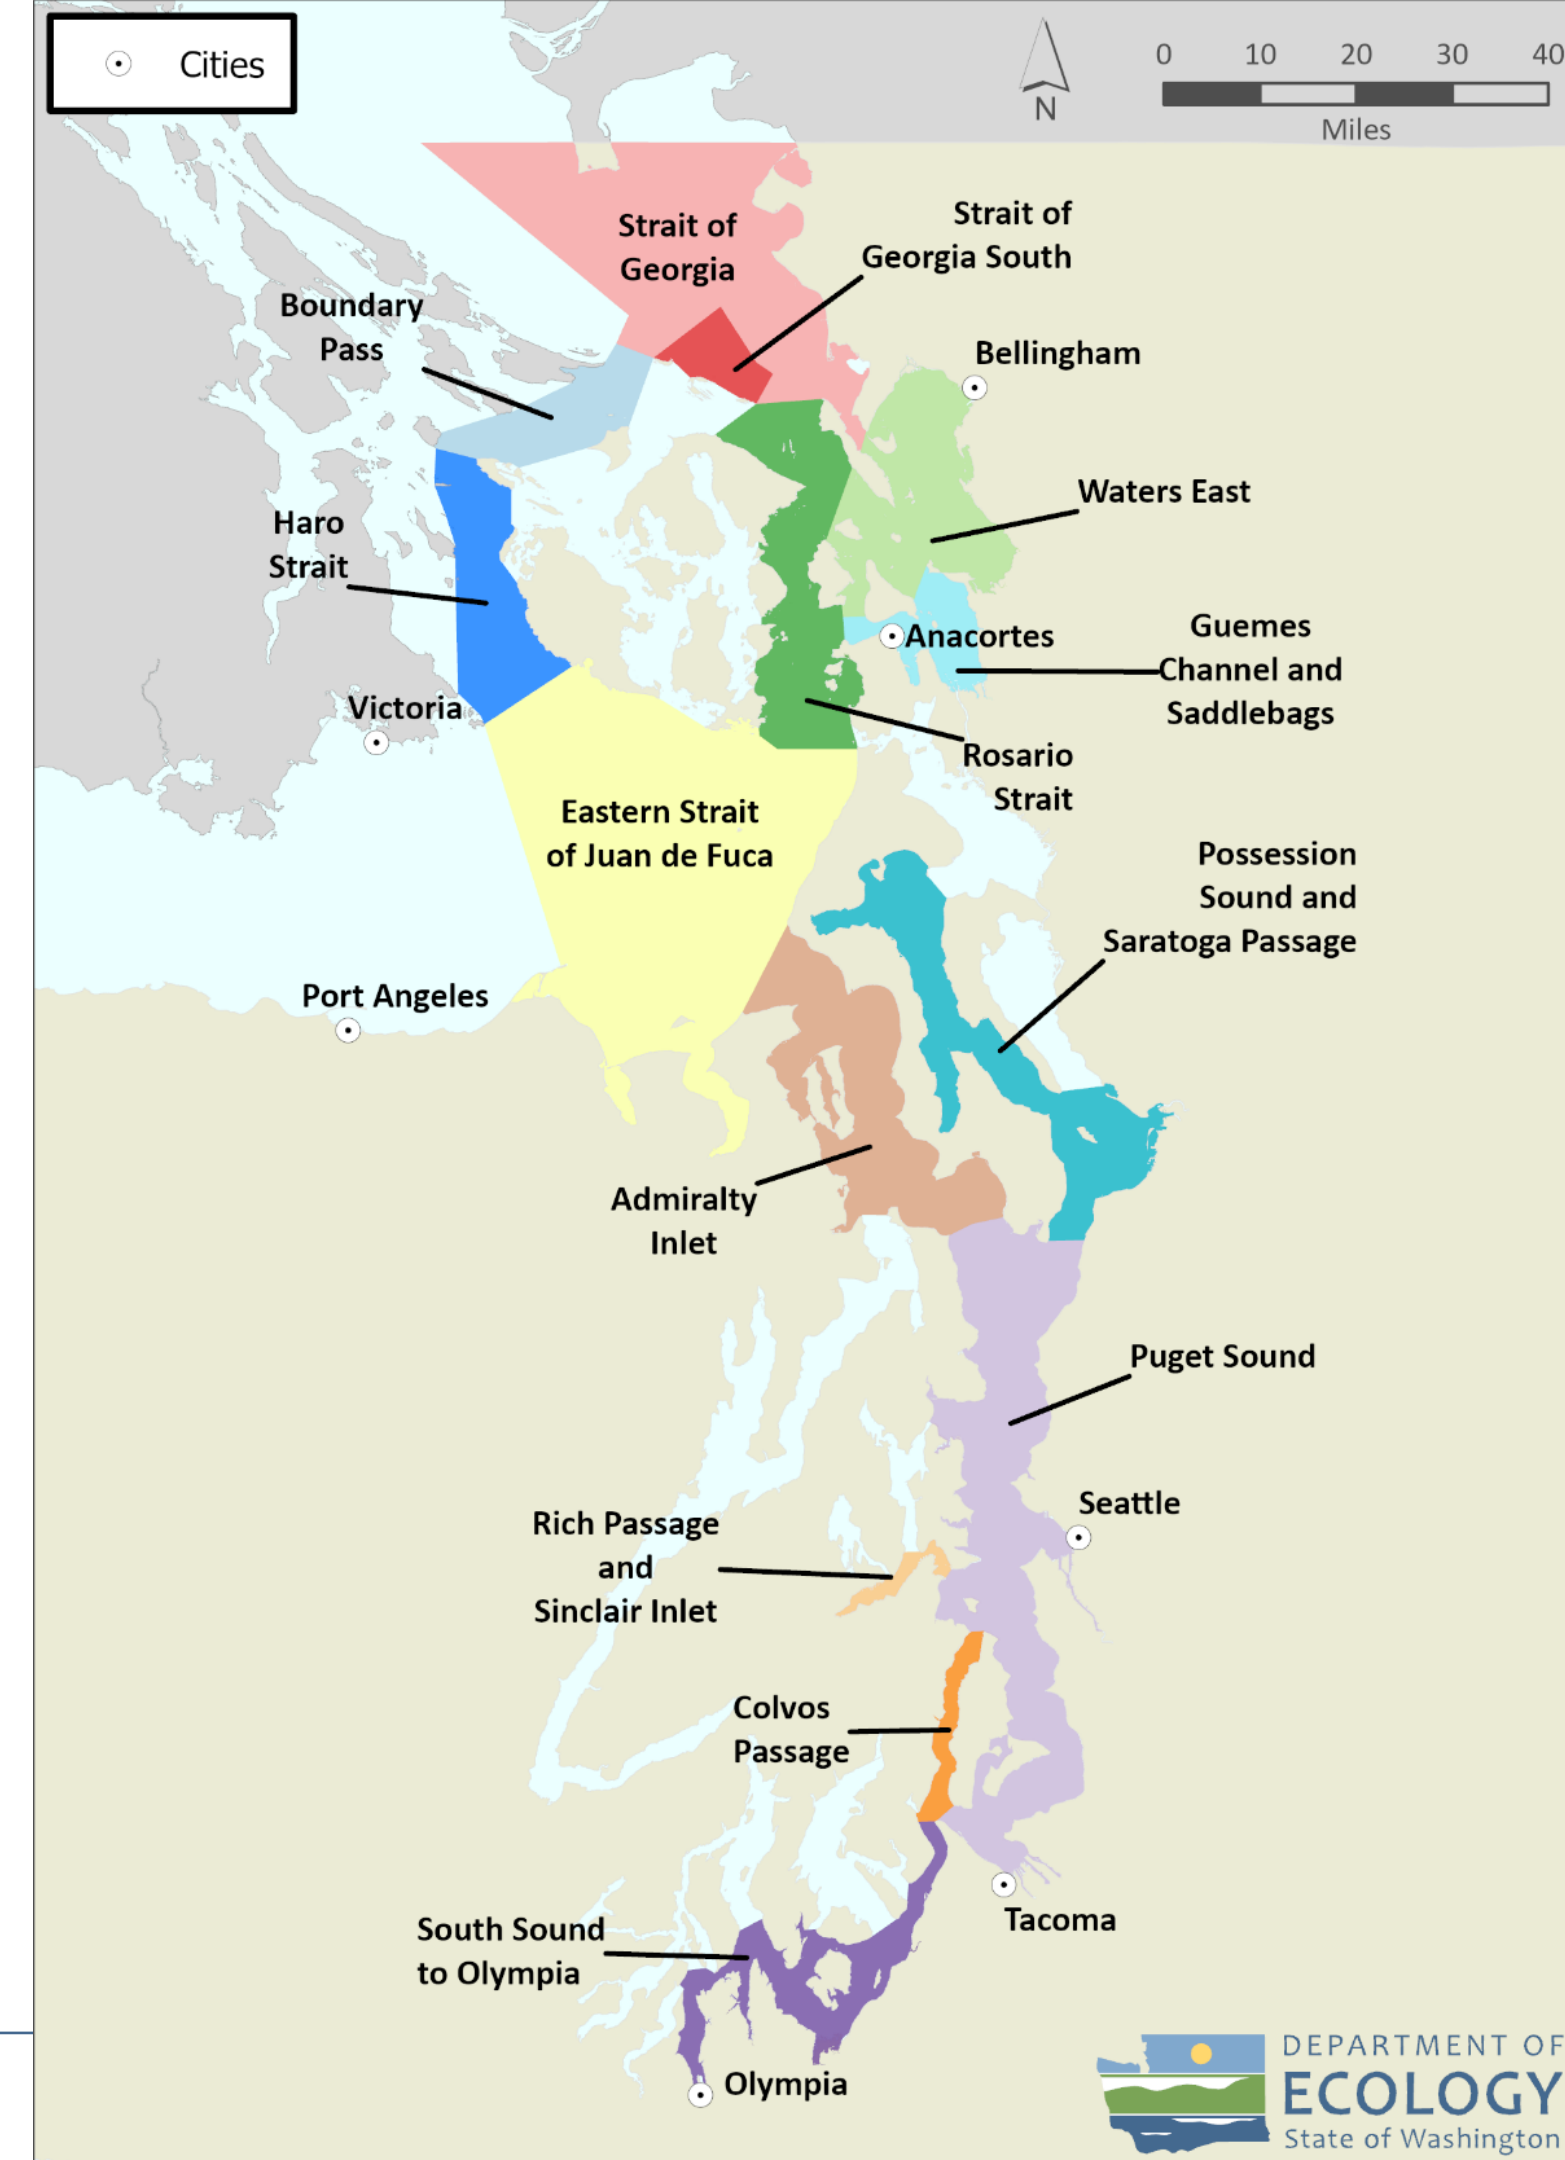 Cities
N
0 10 20 30 40
Miles
Strait of
Georgia
Strait of
Georgia South
Boundary
Pass
Bellingham
Waters East
Haro
Strait
Anacortes
Guemes
Channel and
Saddlebags
Victoria
Rosario
Strait
Eastern Strait
of Juan de Fuca
Possession
Sound and
Saratoga Passage
Port Angeles
Admiralty
Inlet
Puget Sound
Seattle
Rich Passage
and
Sinclair Inlet
Colvos
Passage
Tacoma
South Sound
to Olympia
Olympia
DEPARTMENT OF
ECOLOGY
State of Washington